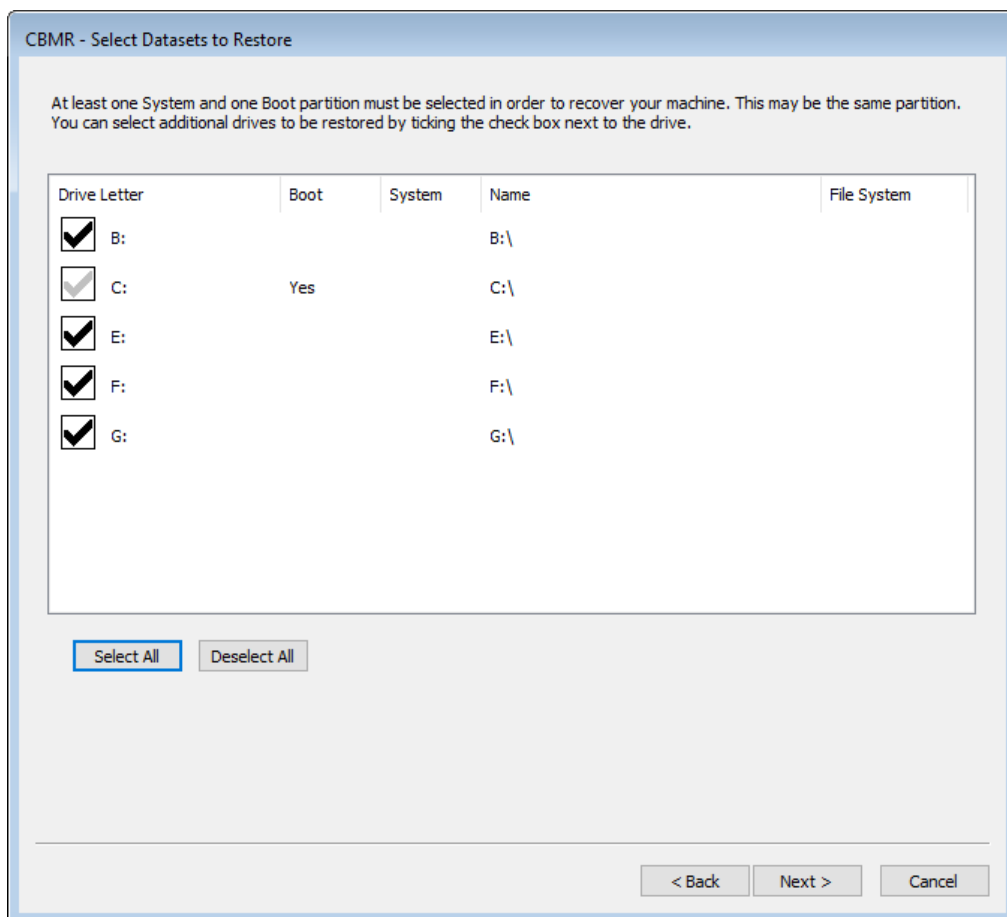 CBMR - Select Datasets to Restore
At least one System and one Boot partition must be selected in order to recover your machine. This may be the same partition.
You can select additional drives to be restored by ticking the check box next to the drive.
Drive Letter Boot System Name File System
B: B:\
C: Yes C:\
E: E:\
F: F:\
G: G:\
Select All Deselect All
< Back Next > Cancel